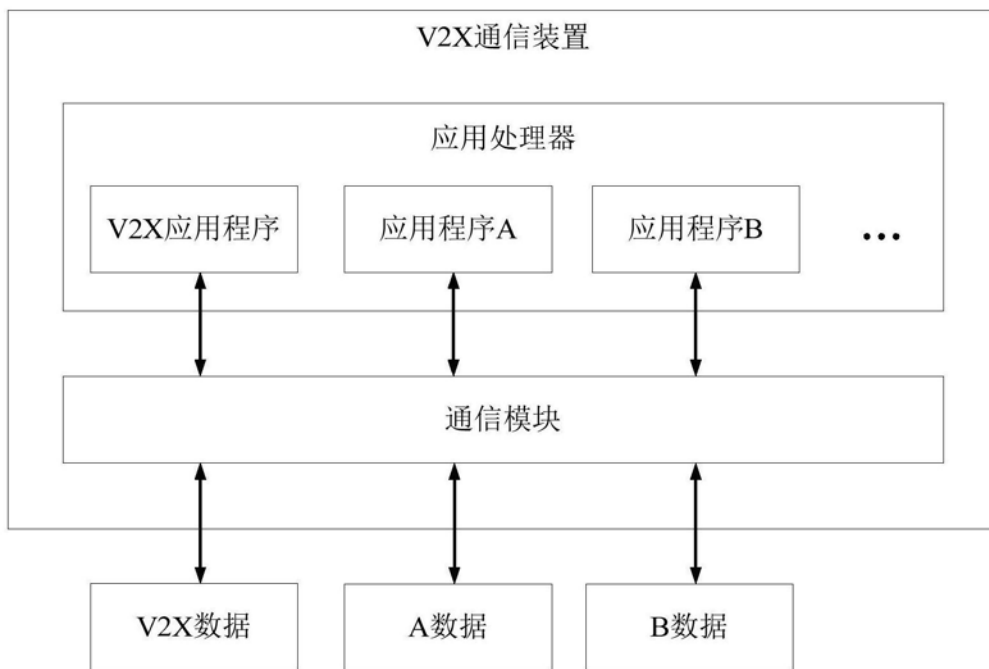 V2X通信装置
应用处理器
V2X应用程序
应用程序A
应用程序B
...
通信模块
V2X数据
A数据
B数据